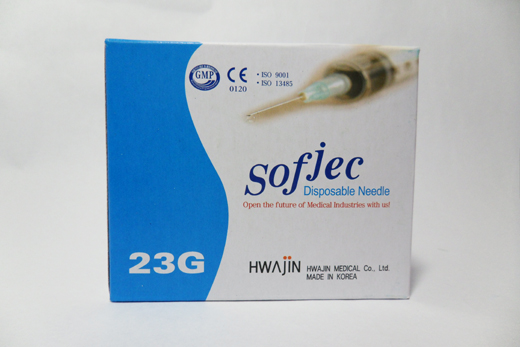 GMP
CE
0120
• ISO 9001
• ISO 13485
Sofjec
Disposable Needle
Open the future of Medical Industries with us!
23G
HWAJIN HWAJIN MEDICAL Co., Ltd.
MADE IN KOREA